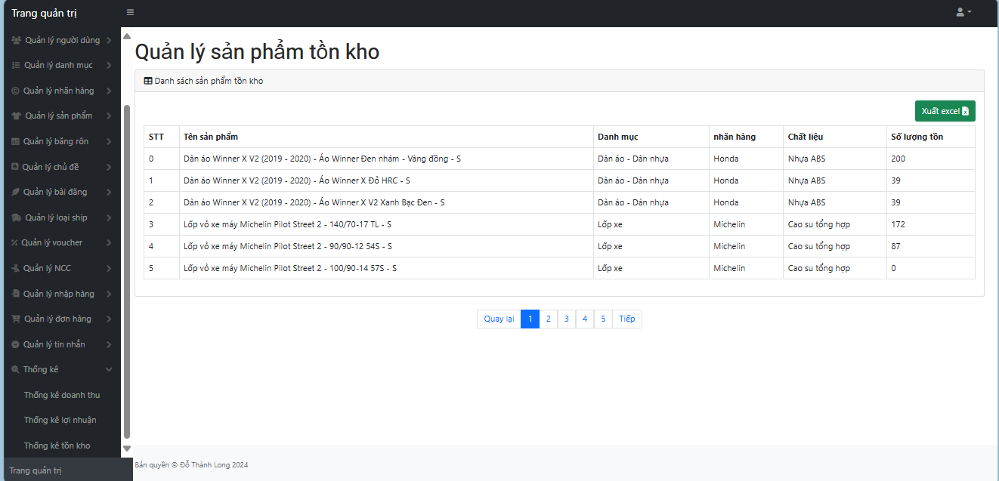 Trang quản trị
Quản lý người dùng
Quản lý danh mục
Quản lý nhãn hàng
Quản lý sản phẩm
Quản lý băng rôn
Quản lý chủ đề
Quản lý bài đăng
Quản lý loại ship
Quản lý voucher
Quản lý NCC
Quản lý nhập hàng
Quản lý đơn hàng
Quản lý tin nhắn
Thống kê
Thống kê doanh thu
Thống kê lợi nhuận
Thống kê tồn kho
Trang quản trị
Quản lý sản phẩm tồn kho
Danh sách sản phẩm tồn kho
Xuất excel
STT Tên sản phẩm Danh mục nhãn hàng Chất liệu Số lượng tồn
0 Dàn áo Winner X V2 (2019 - 2020) - Áo Winner Đen nhám - Vàng đồng - S Dàn áo - Dàn nhựa Honda Nhựa ABS 200
1 Dàn áo Winner X V2 (2019 - 2020) - Áo Winner X Đỏ HRC - S Dàn áo - Dàn nhựa Honda Nhựa ABS 39
2 Dàn áo Winner X V2 (2019 - 2020) - Áo Winner X V2 Xanh Bạc Đen - S Dàn áo - Dàn nhựa Honda Nhựa ABS 39
3 Lốp vỏ xe máy Michelin Pilot Street 2 - 140/70-17 TL - S Lốp xe Michelin Cao su tổng hợp 172
4 Lốp vỏ xe máy Michelin Pilot Street 2 - 90/90-12 54S - S Lốp xe Michelin Cao su tổng hợp 87
5 Lốp vỏ xe máy Michelin Pilot Street 2 - 100/90-14 57S - S Lốp xe Michelin Cao su tổng hợp 0
Quay lại 1 2 3 4 5 Tiếp
Bản quyền © Đỗ Thành Long 2024